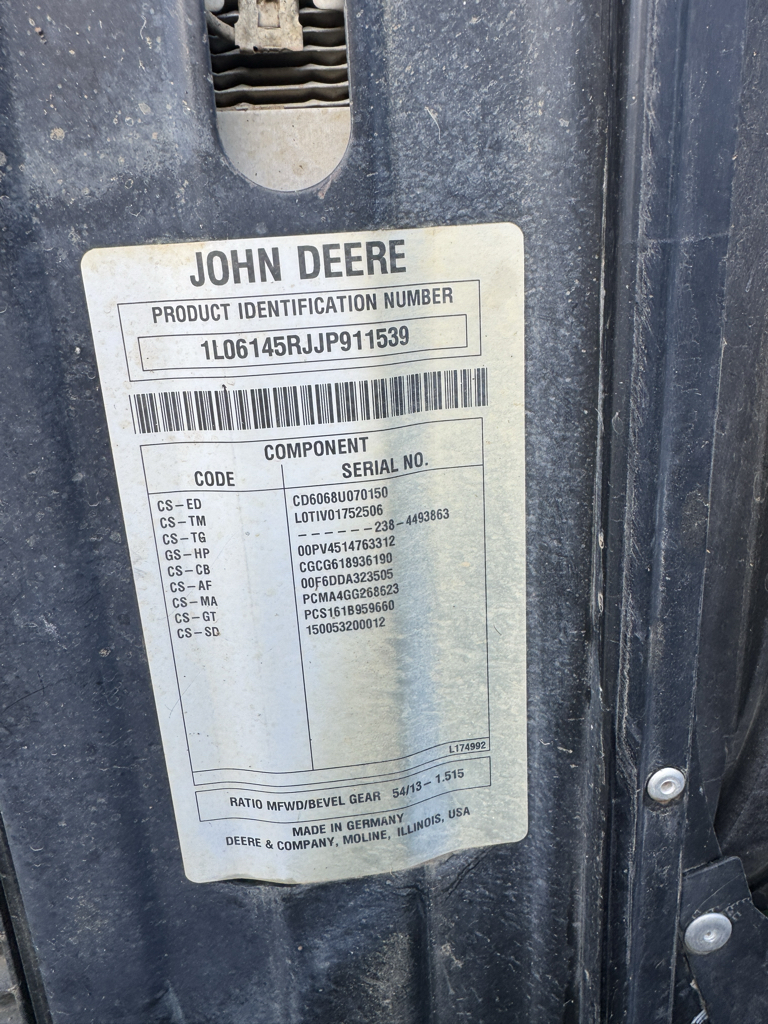 JOHN DEERE
PRODUCT IDENTIFICATION NUMBER
1L06145RJJP911539
COMPONENT
CODE SERIAL NO.
CS-ED CD6068U070150
CS-TM L0TIV01752506
CS-TG ------238-4493863
GS-HP 00PV4514763312
CS-CB CGCG618936190
CS-AF 00F6DDA323505
CS-MA PCMA4GG268623
CS-GT PCS161B959660
CS-SD 150053200012
L174992
RATIO MFWD/BEVEL GEAR 54/13-1.515
MADE IN GERMANY
DEERE & COMPANY, MOLINE, ILLINOIS, USA